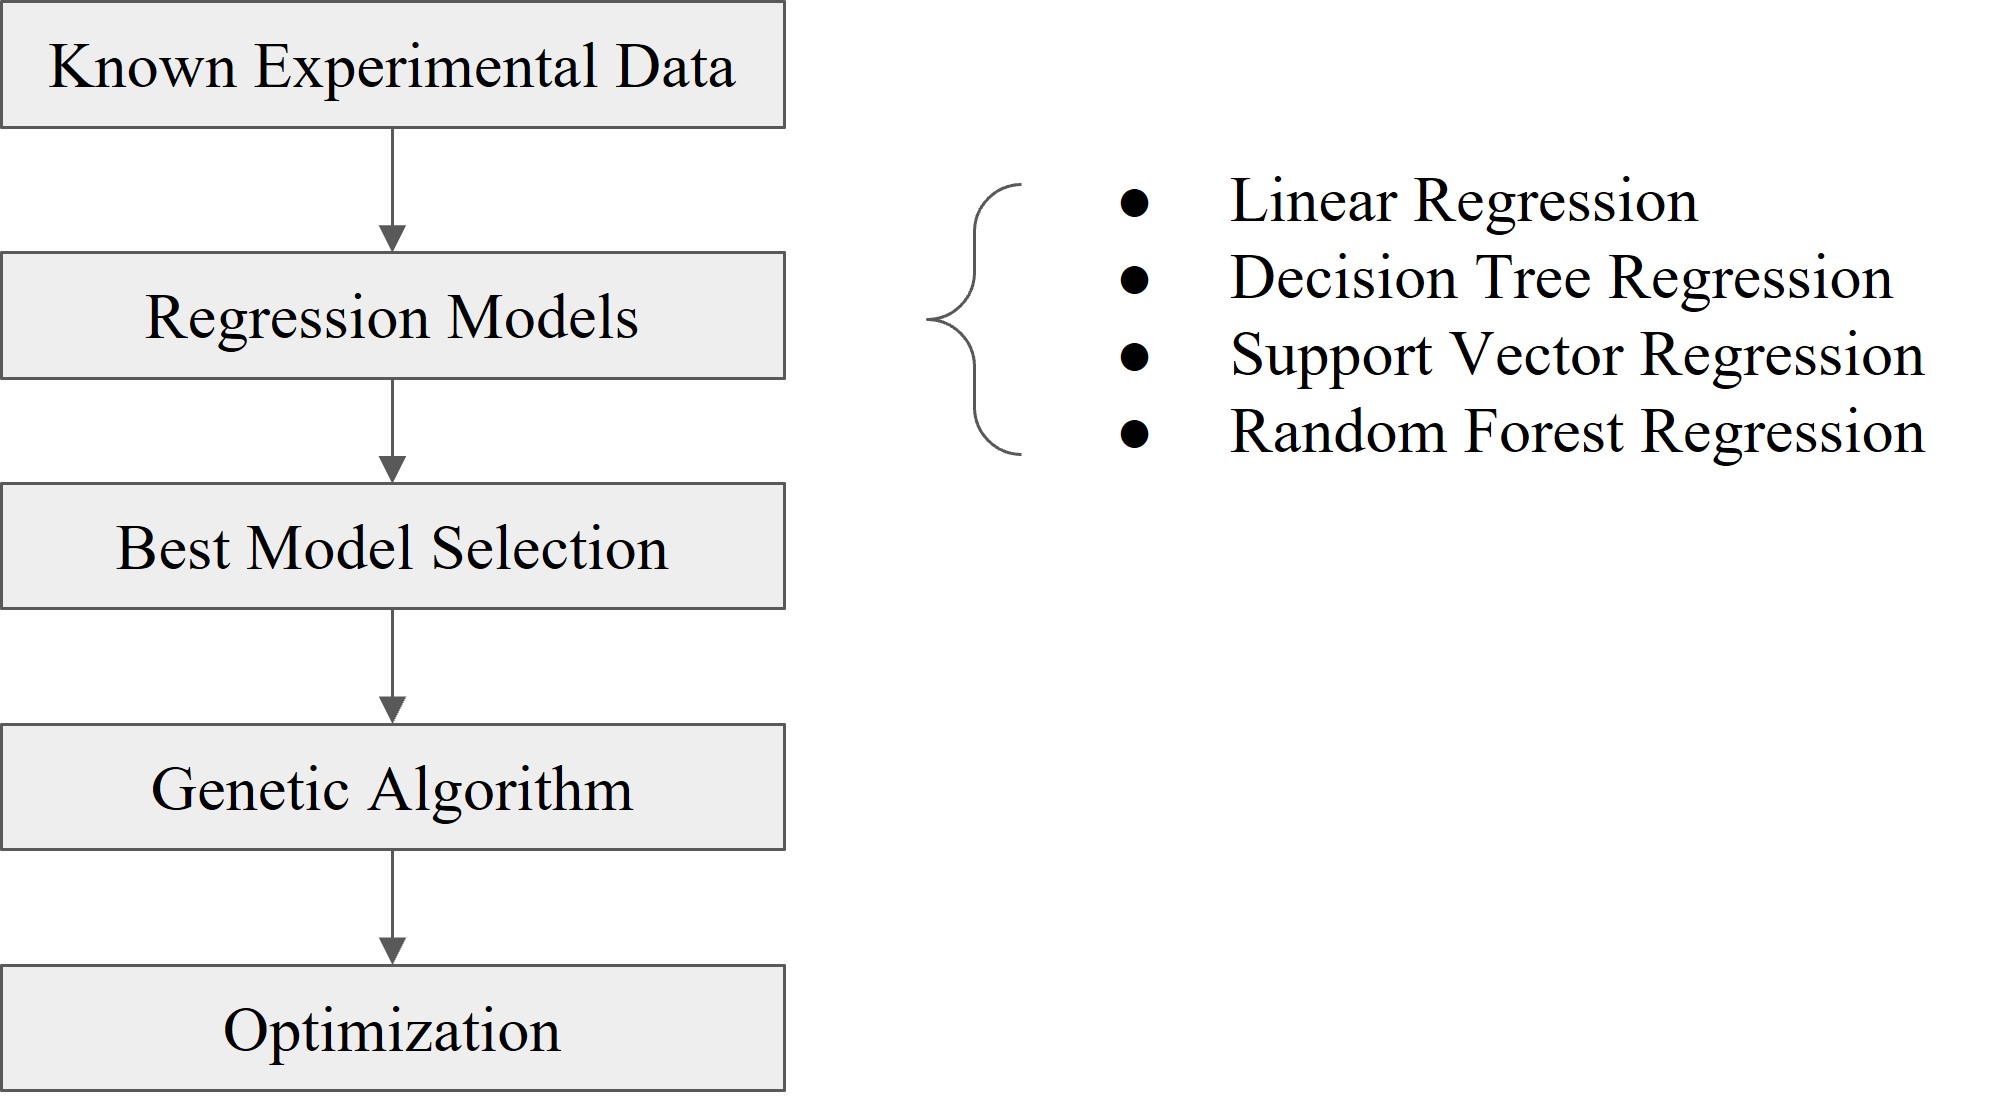 Known Experimental Data
Regression Models
● Linear Regression
● Decision Tree Regression
● Support Vector Regression
● Random Forest Regression
Best Model Selection
Genetic Algorithm
Optimization